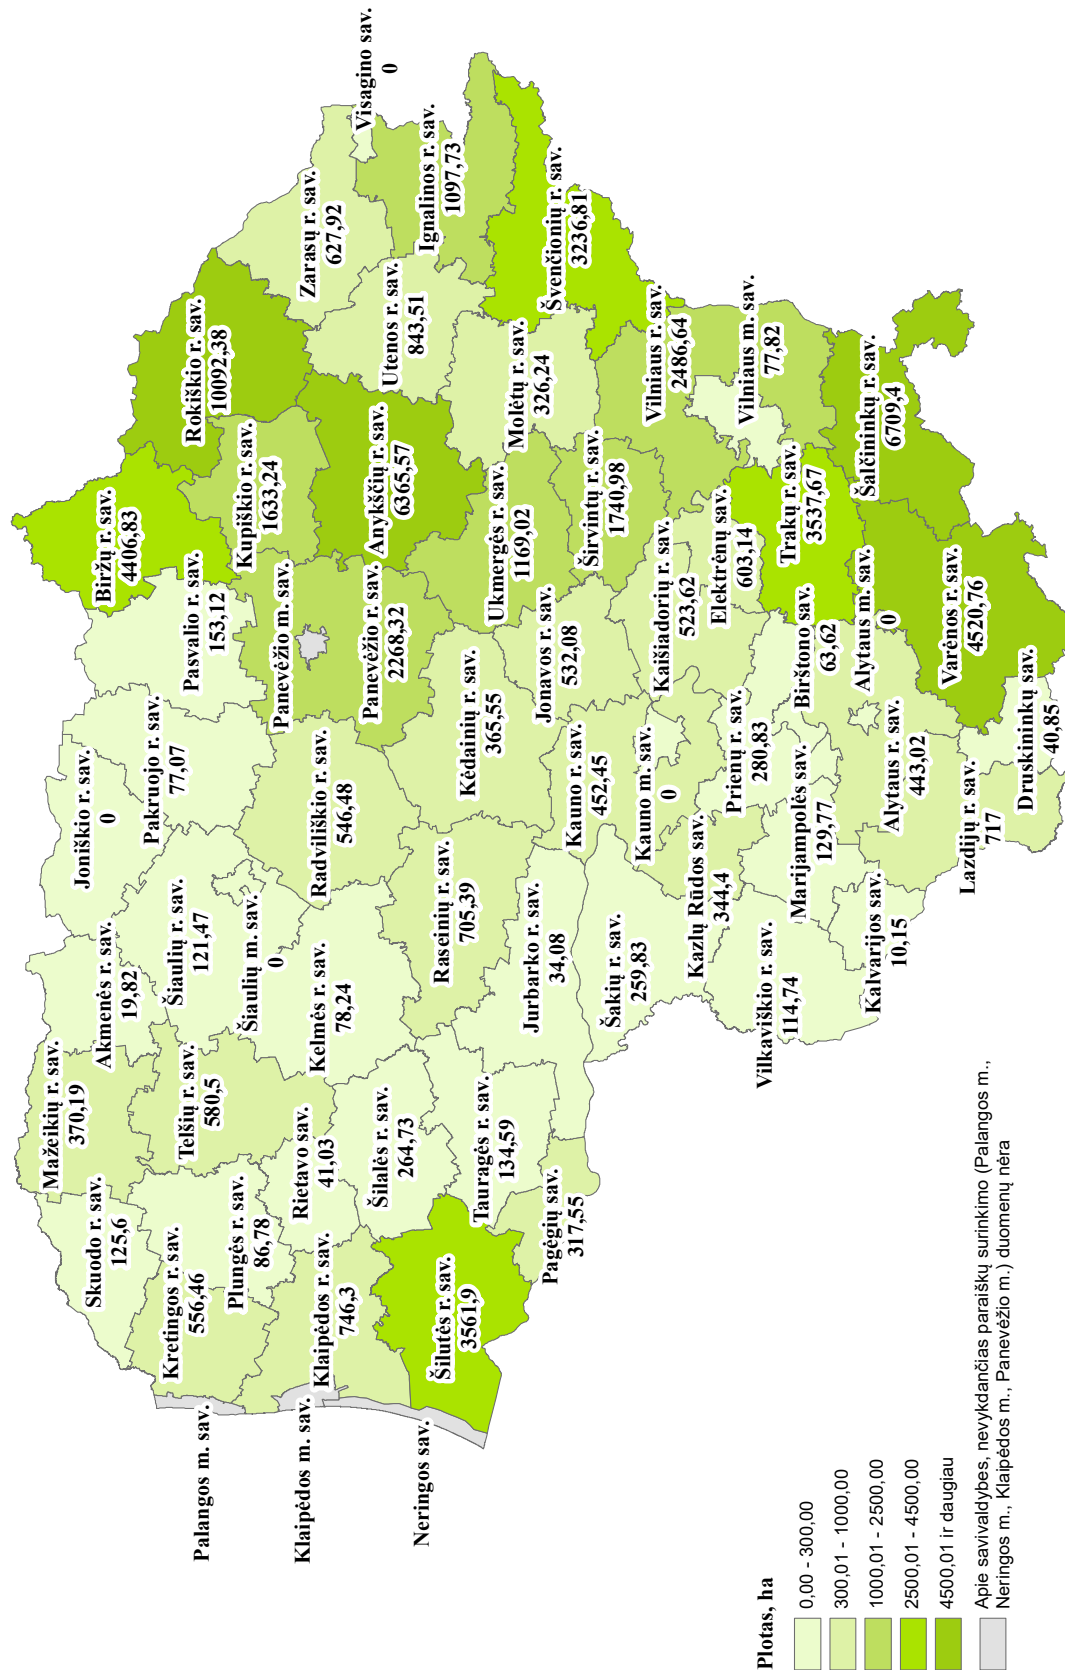 Skuodo r. sav.
125,6
Mažeikių r. sav.
370,19
Akmenės r. sav.
19,82
Joniškio r. sav.
0
Pakruojo r. sav.
77,07
Pasvalio r. sav.
153,12
Biržų r. sav.
4406,83
Rokiškio r. sav.
10092,38
Palangos m. sav.
Kretingos r. sav.
556,46
Plungės r. sav.
86,78
Telšių r. sav.
580,5
Šiaulių r. sav.
121,47
Šiaulių m. sav.
0
Kupiškio r. sav.
1633,24
Panevėžio m. sav.
Zarasų r. sav.
627,92
Visagino sav.
0
Klaipėdos m. sav.
Klaipėdos r. sav.
746,3
Rietavo sav.
41,03
Kelmės r. sav.
78,24
Radviliškio r. sav.
546,48
Panevėžio r. sav.
2268,32
Anykščių r. sav.
6365,57
Utenos r. sav.
843,51
Ignalinos r. sav.
1097,73
Neringos sav.
Šilutės r. sav.
3561,9
Šilalės r. sav.
264,73
Raseinių r. sav.
705,39
Kėdainių r. sav.
365,55
Ukmergės r. sav.
1169,02
Molėtų r. sav.
326,24
Švenčionių r. sav.
3236,81
Tauragės r. sav.
134,59
Jurbarko r. sav.
34,08
Jonavos r. sav.
532,08
Širvintų r. sav.
1740,98
Pagėgių sav.
317,55
Šakių r. sav.
259,83
Kauno r. sav.
452,45
Kauno m. sav.
0
Kaišiadorių r. sav.
523,62
Elektrėnų sav.
603,14
Vilniaus r. sav.
2486,64
Vilniaus m. sav.
77,82
Kazlų Rūdos sav.
344,4
Prienų r. sav.
280,83
Birštono sav.
63,62
Trakų r. sav.
3537,67
Vilkaviškio r. sav.
114,74
Marijampolės sav.
129,77
Alytaus m. sav.
0
Šalčininkų r. sav.
6709,4
Kalvarijos sav.
10,15
Alytaus r. sav.
443,02
Varėnos r. sav.
4520,76
Lazdijų r. sav.
717
Druskininkų sav.
40,85
Plotas, ha
0,00 - 300,00
300,01 - 1000,00
1000,01 - 2500,00
2500,01 - 4500,00
4500,01 ir daugiau
Apie savivaldybes, nevykdančias paraiškų surinkimo (Palangos m.,
Neringos m., Klaipėdos m., Panevėžio m.) duomenų nėra